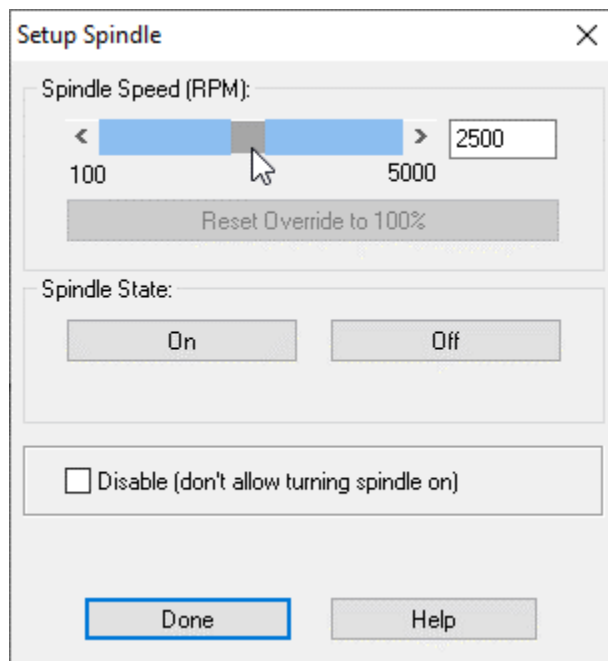 Setup Spindle
Spindle Speed (RPM):
2500
100 5000
Reset Override to 100%
Spindle State:
On Off
Disable (don't allow turning spindle on)
Done Help